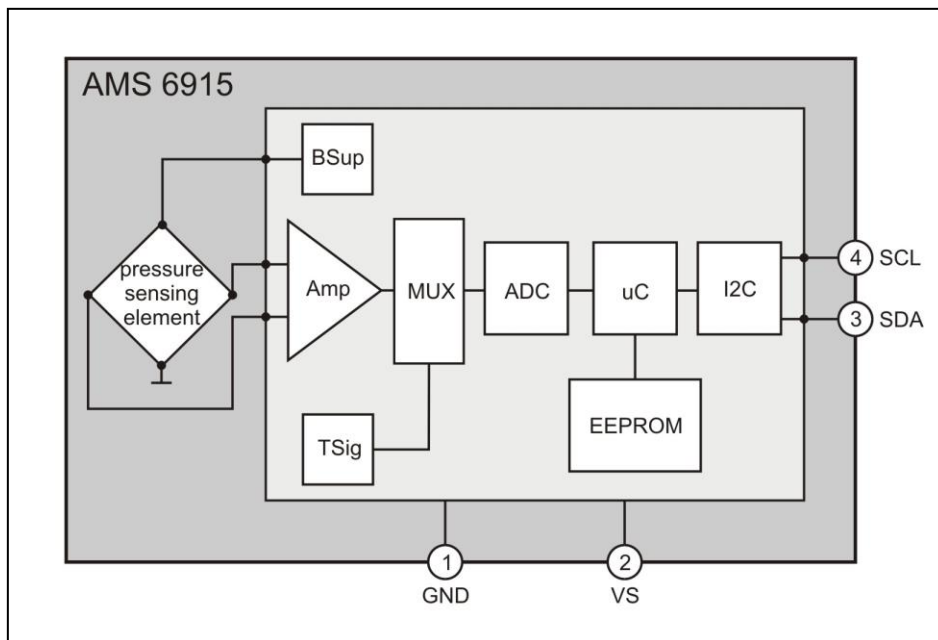 AMS 6915
BSup
pressure
sensing
element
Amp
MUX
ADC
uC
I2C
4 SCL
3 SDA
TSig
EEPROM
1
GND
2
VS